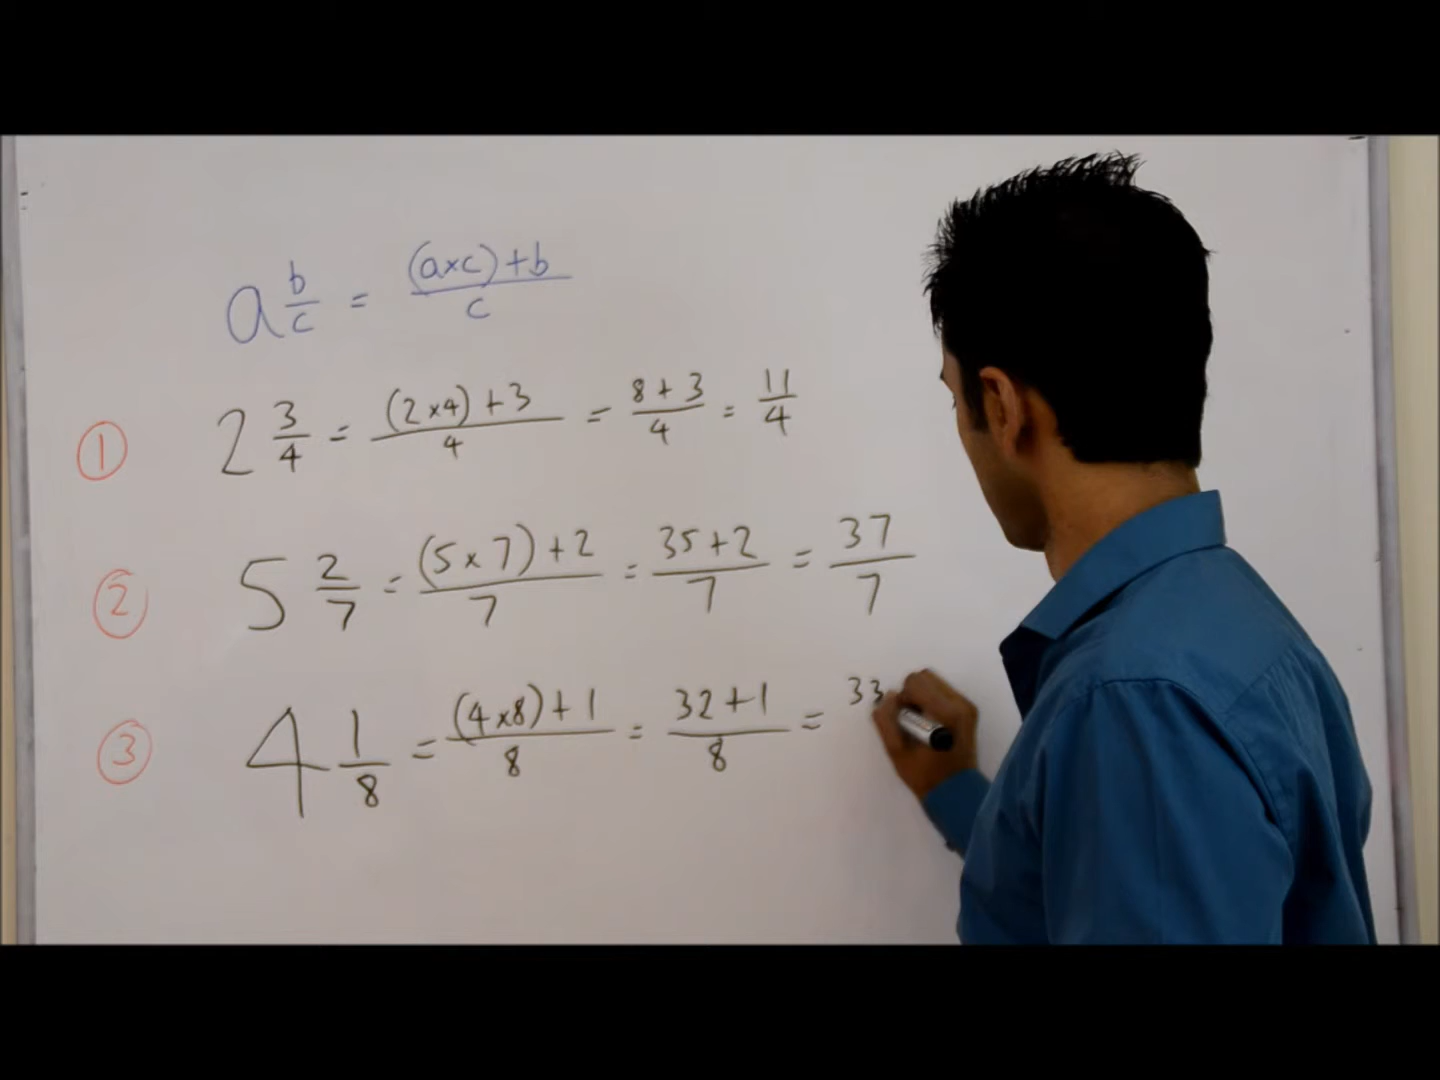 a b/c = (a×c)+b/c
① 2 3/4 = (2×4)+3/4 = 8+3/4 = 11/4
② 5 2/7 = (5×7)+2/7 = 35+2/7 = 37/7
③ 4 1/8 = (4×8)+1/8 = 32+1/8 = 33